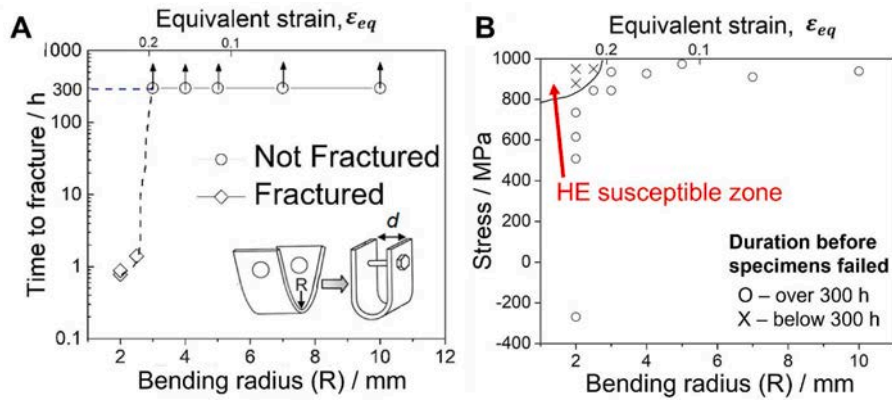 A
Equivalent strain, εeq
0.2 0.1
1000
300
100
10
1
0.1
Time to fracture / h
Not Fractured
Fractured
d
R
2 4 6 8 10 12
Bending radius (R) / mm
B
Equivalent strain, εeq
0.2 0.1
1000
800
600
400
200
0
-200
-400
Stress / MPa
HE susceptible zone
Duration before
specimens failed
O – over 300 h
X – below 300 h
2 4 6 8 10
Bending radius (R) / mm